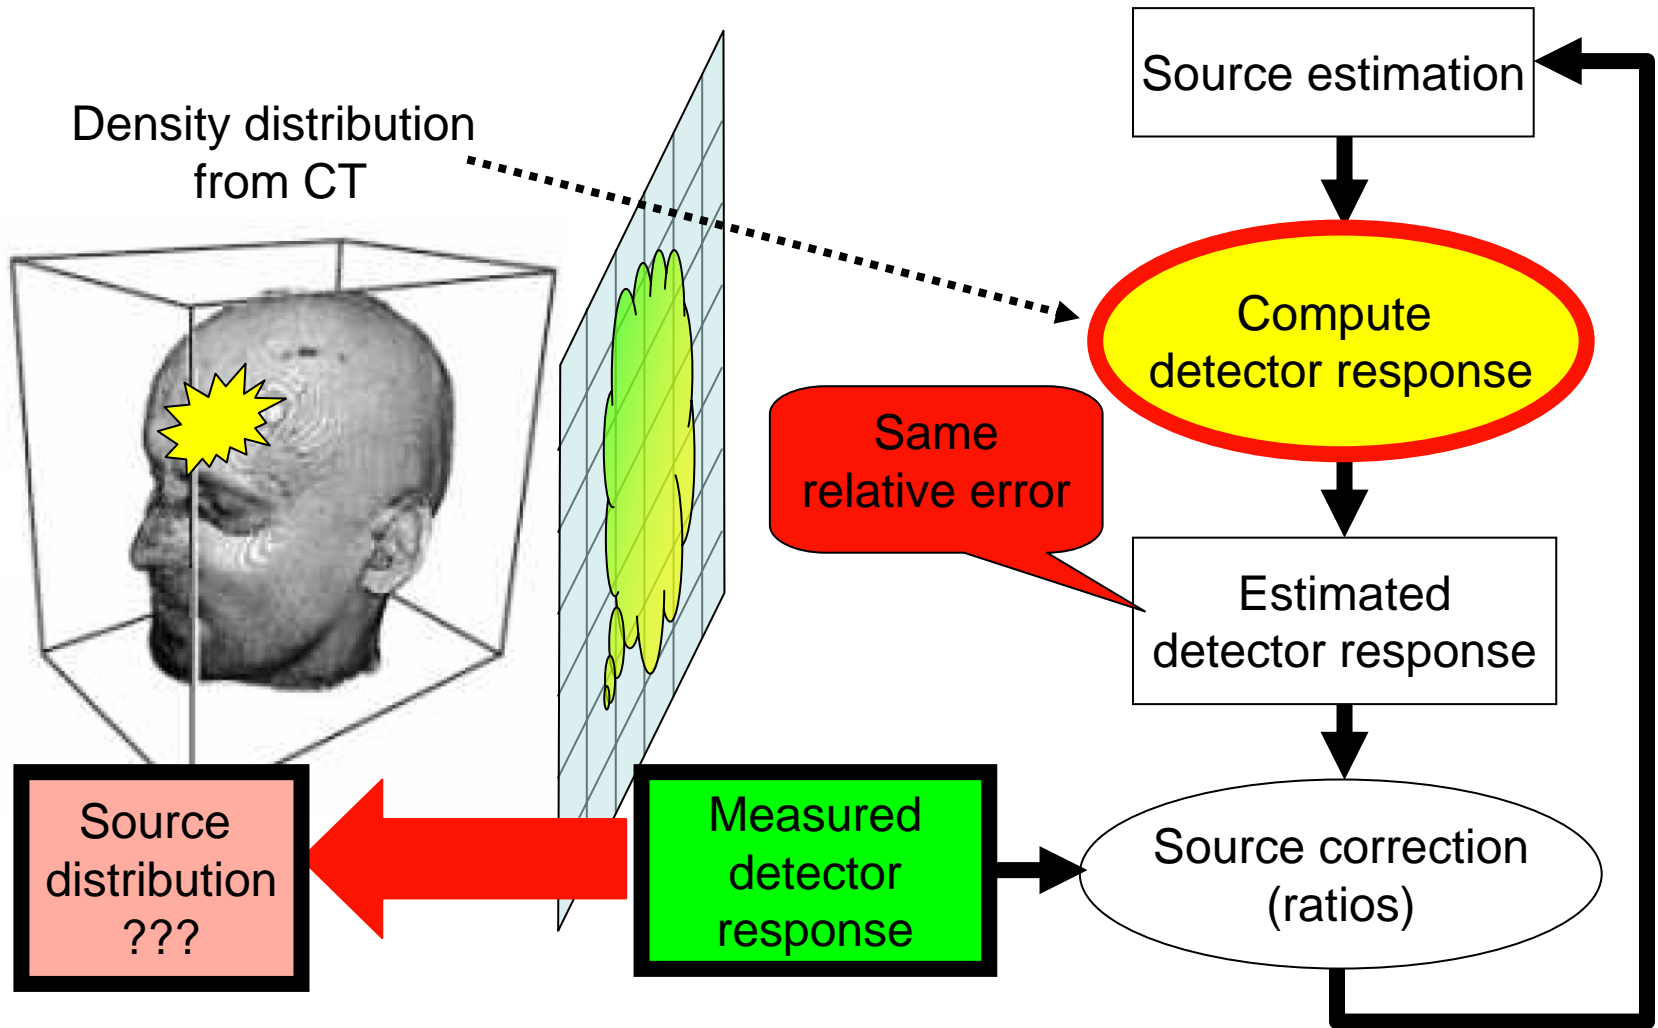 Source estimation
Density distribution
from CT
Compute
detector response
Same
relative error
Estimated
detector response
Source
distribution
???
Measured
detector
response
Source correction
(ratios)